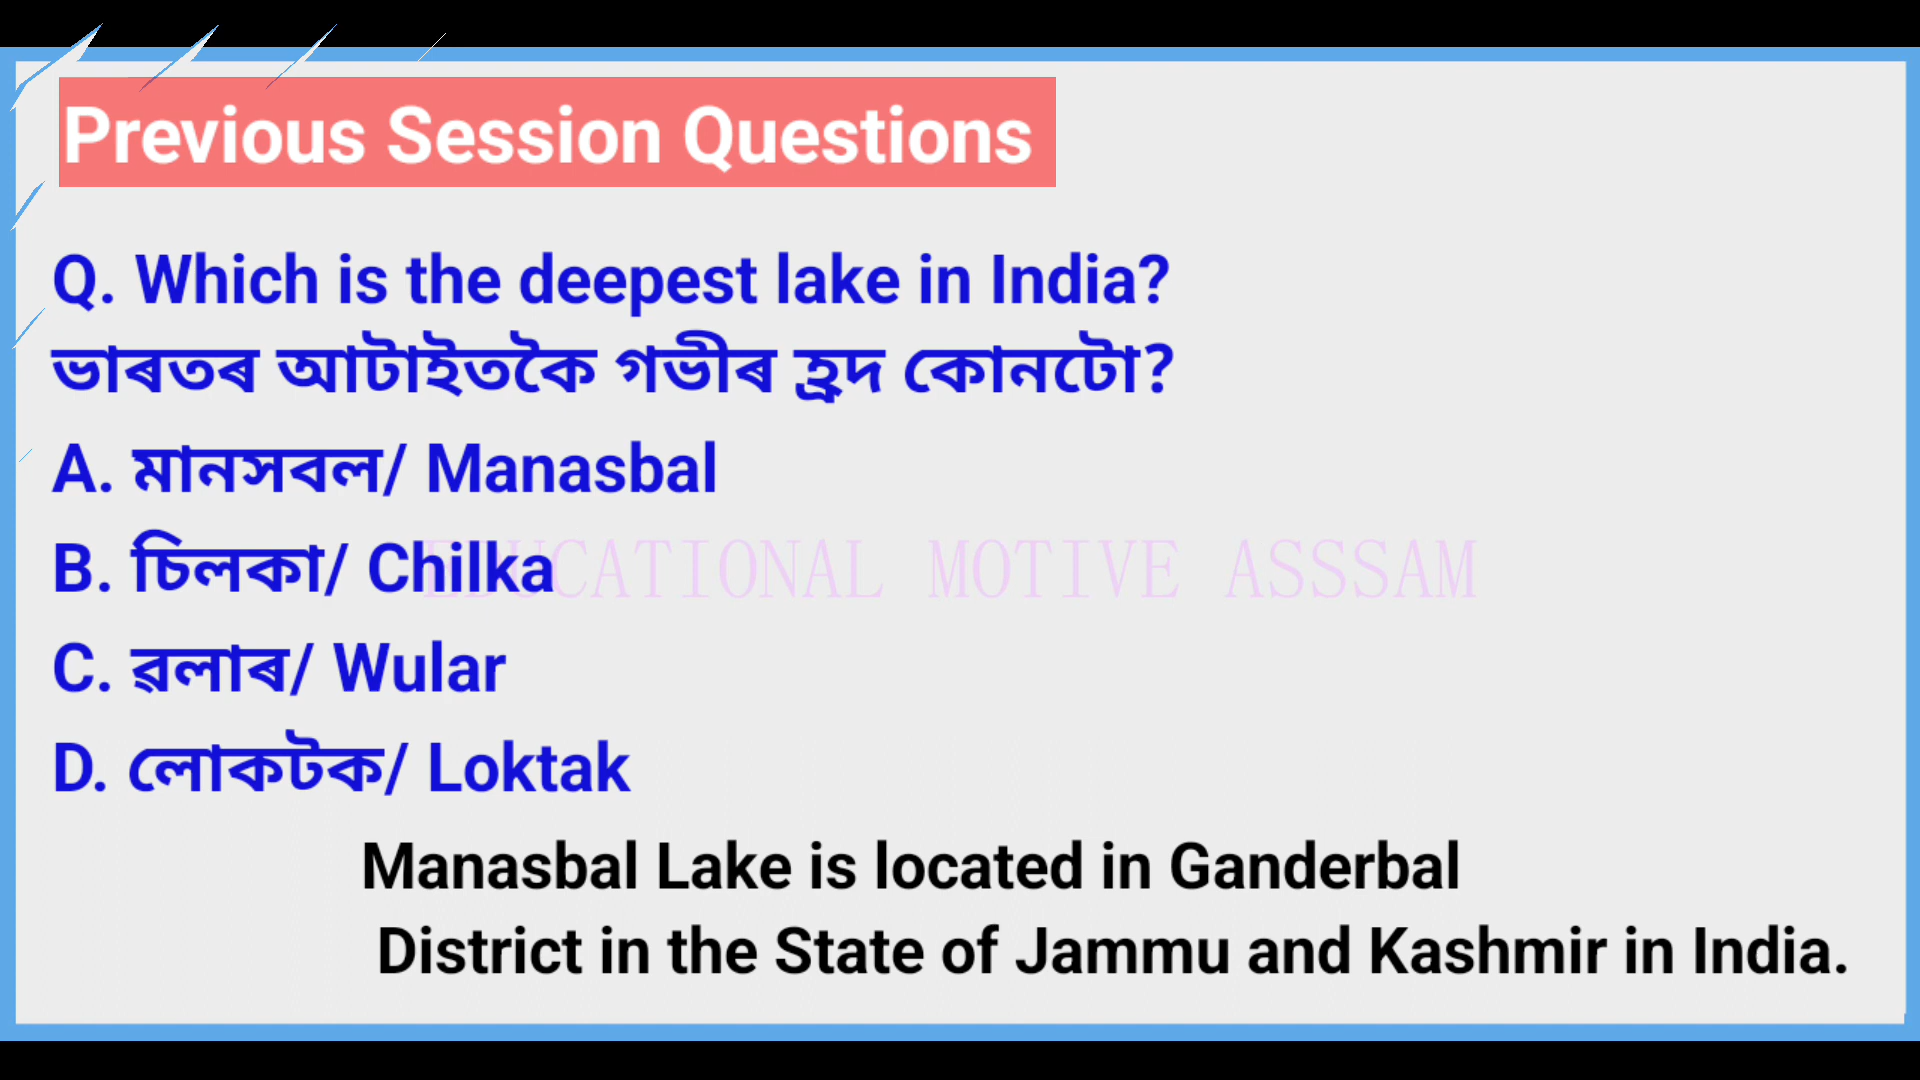 Previous Session Questions
Q. Which is the deepest lake in India?
ভাৰতৰ আটাইতকৈ গভীৰ হ্ৰদ কোনটো?
A. মানসবল/ Manasbal
B. চিলকা/ Chilka
EDUCATIONAL MOTIVE ASSSAM
C. ৱলাৰ/ Wular
D. লোকটক/ Loktak
Manasbal Lake is located in Ganderbal
District in the State of Jammu and Kashmir in India.